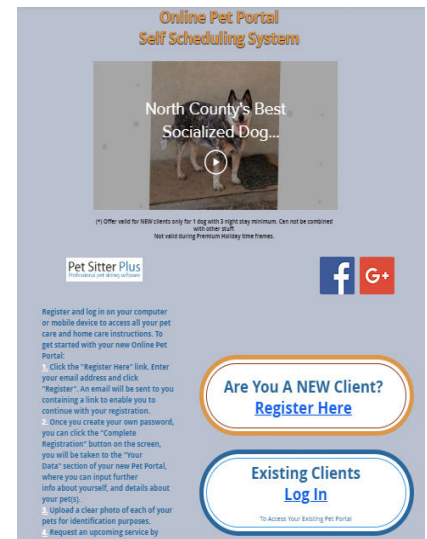 Online Pet Portal
Self Scheduling System
North County's Best
Socialized Dog...
(*) Offer valid for NEW clients only for 1 dog with 3 night stay minimum. Can not be combined
with other stuff.
Not valid during Premium Holiday time frames.
Pet Sitter Plus
Professional pet sitting software
f
G+
Register and log in on your computer
or mobile device to access all your pet
care and home care instructions. To
get started with your new Online Pet
Portal:
1. Click the "Register Here" link. Enter
your email address and click
"Register". An email will be sent to you
containing a link to enable you to
continue with your registration.
2. Once you create your own password,
you can click the "Complete
Registration" button on the screen,
you will be taken to the "Your
Data" section of your new Pet Portal,
where you can input further
info about yourself, and details about
your pet(s).
3. Upload a clear photo of each of your
pets for identification purposes.
4. Request an upcoming service by
Are You A NEW Client?
Register Here
Existing Clients
Log In
To Access Your Existing Pet Portal